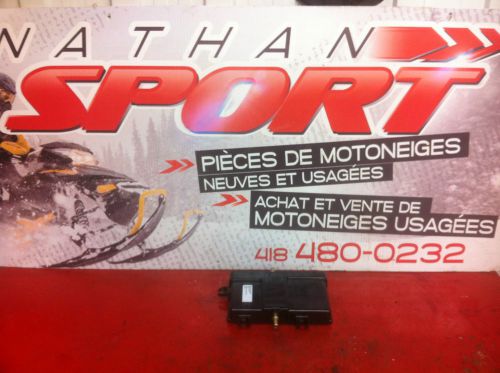 NATHAN
SPORT
PIÈCES DE MOTONEIGES
NEUVES ET USAGÉES
ACHAT ET VENTE DE
MOTONEIGES USAGÉES
418 480-0232